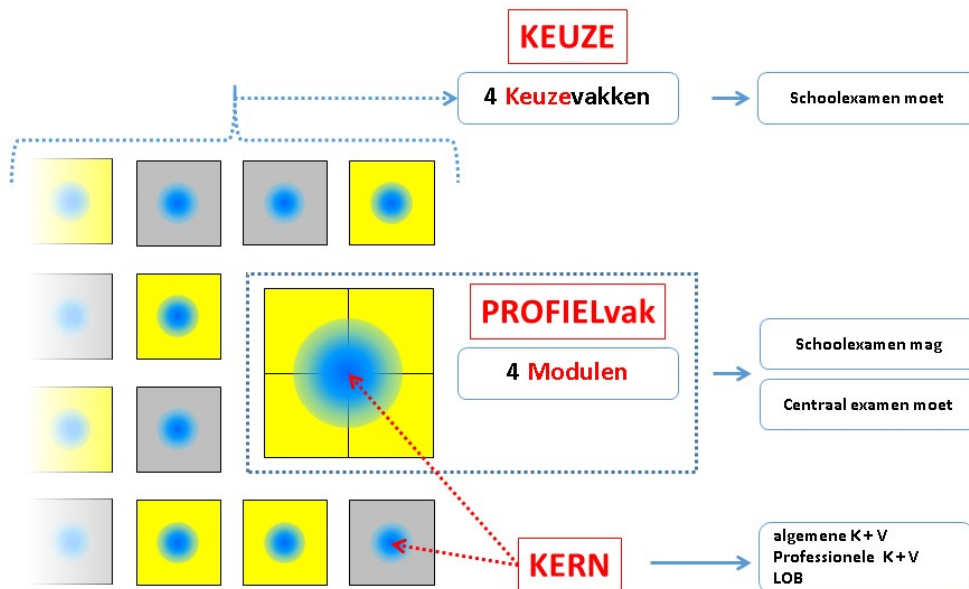 KEUZE
4 Keuzevakken
Schoolexamen moet
PROFIELvak
4 Modulen
Schoolexamen mag
Centraal examen moet
KERN
algemene K + V
Professionele K + V
LOB